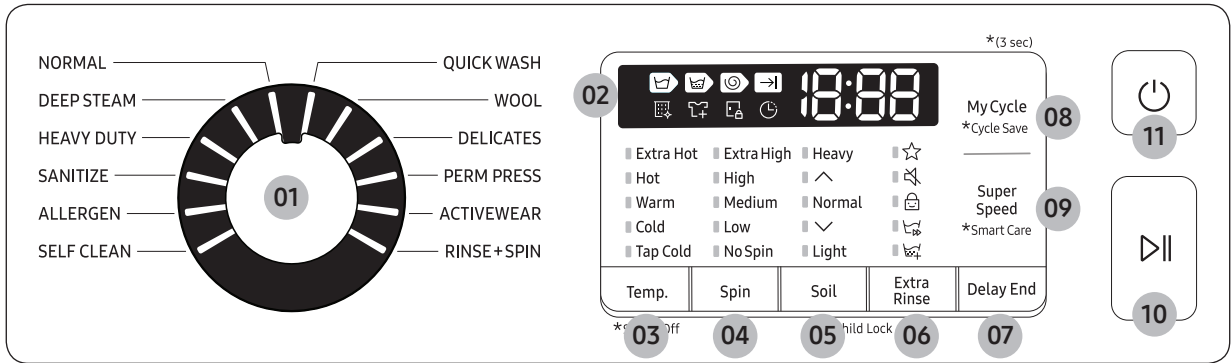 *(3 sec)
NORMAL
QUICK WASH
DEEP STEAM
WOOL
HEAVY DUTY
DELICATES
SANITIZE
PERM PRESS
ALLERGEN
ACTIVEWEAR
SELF CLEAN
RINSE+SPIN
01
02
18:88
My Cycle
*Cycle Save
08
11
Extra Hot
Extra High
Heavy
Hot
High
Warm
Medium
Normal
Cold
Low
Tap Cold
No Spin
Light
Super
Speed
*Smart Care
09
Temp.
Spin
Soil
Extra
Rinse
Delay End
03
04
05
Lock
06
07
10